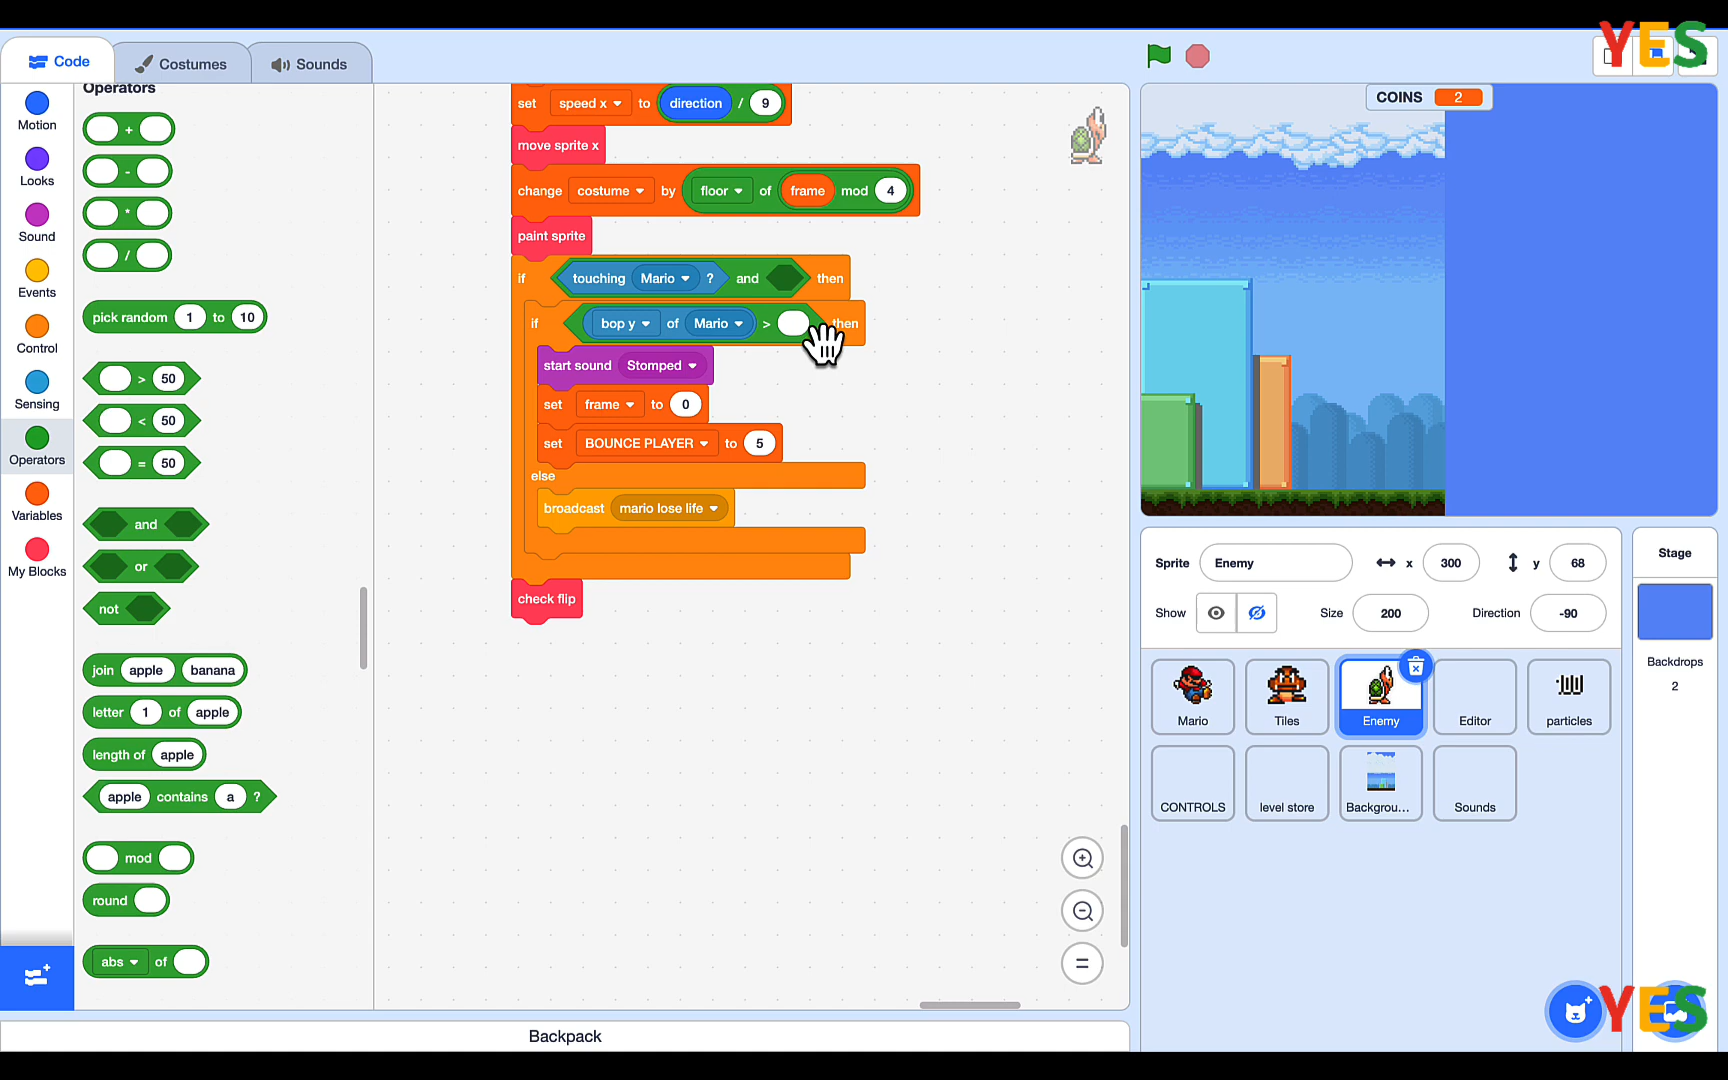 YES
Code
Costumes
Sounds
COINS 2
Motion
Looks
Sound
Events
Control
Sensing
Operators
Variables
My Blocks
Operators
+
-
*
/
pick random 1 to 10
> 50
< 50
= 50
and
or
not
join apple banana
letter 1 of apple
length of apple
apple contains a ?
mod
round
abs of
set speed x to direction / 9
move sprite x
change costume by floor of frame mod 4
paint sprite
if touching Mario ? and then
if bop y of Mario > then
start sound Stomped
set frame to 0
set BOUNCE PLAYER to 5
else
broadcast mario lose life
check flip
Sprite Enemy x 300 y 68
Show Size 200 Direction -90
Mario
Tiles
Enemy
Editor
particles
CONTROLS
level store
Backgrou...
Sounds
Stage
Backdrops
2
Backpack
YES